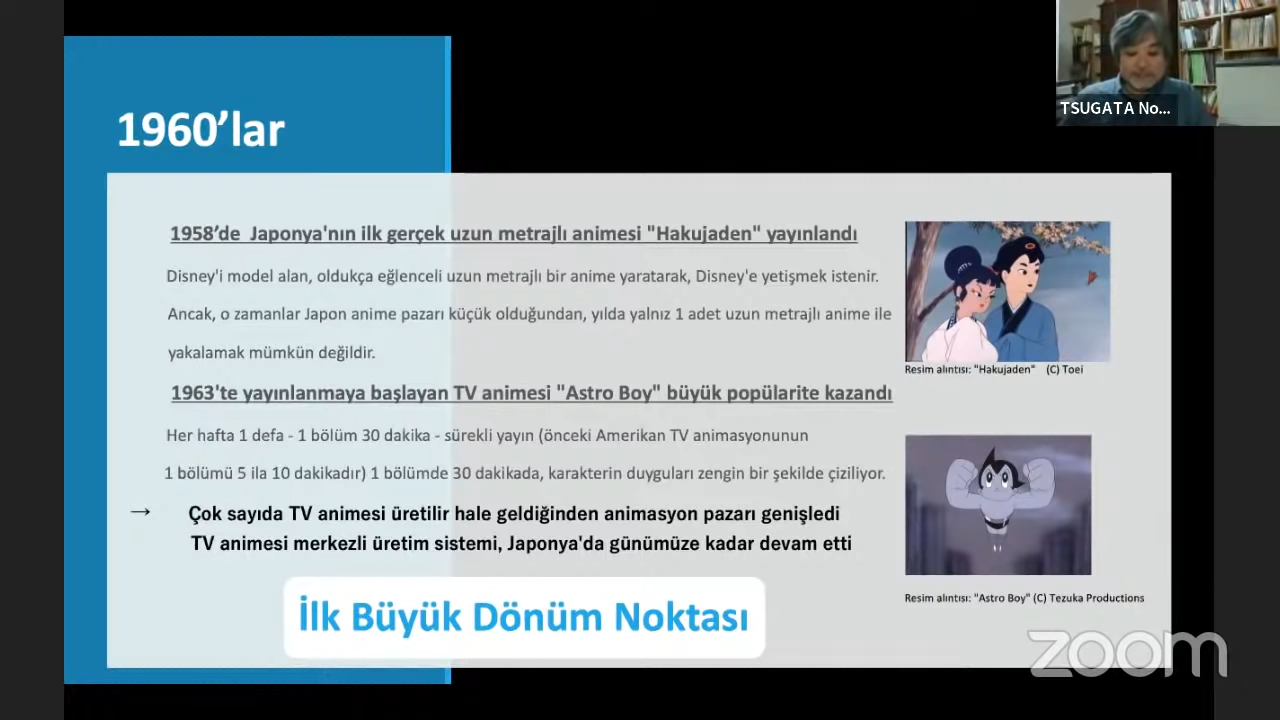 TSUGATA No...
1960’lar
1958’de Japonya'nın ilk gerçek uzun metrajlı animesi "Hakujaden" yayınlandı
Disney'i model alan, oldukça eğlenceli uzun metrajlı bir anime yaratarak, Disney'e yetişmek istenir.
Ancak, o zamanlar Japon anime pazarı küçük olduğundan, yılda yalnız 1 adet uzun metrajlı anime ile
yakalamak mümkün değildir.
Resim alıntısı: "Hakujaden" (C) Toei
1963'te yayınlanmaya başlayan TV animesi "Astro Boy" büyük popülarite kazandı
Her hafta 1 defa - 1 bölüm 30 dakika - sürekli yayın (önceki Amerikan TV animasyonunun
1 bölümü 5 ila 10 dakikadır) 1 bölümde 30 dakikada, karakterin duyguları zengin bir şekilde çiziliyor.
→ Çok sayıda TV animesi üretilir hale geldiğinden animasyon pazarı genişledi
TV animesi merkezli üretim sistemi, Japonya'da günümüze kadar devam etti
Resim alıntısı: "Astro Boy" (C) Tezuka Productions
İlk Büyük Dönüm Noktası
zoom